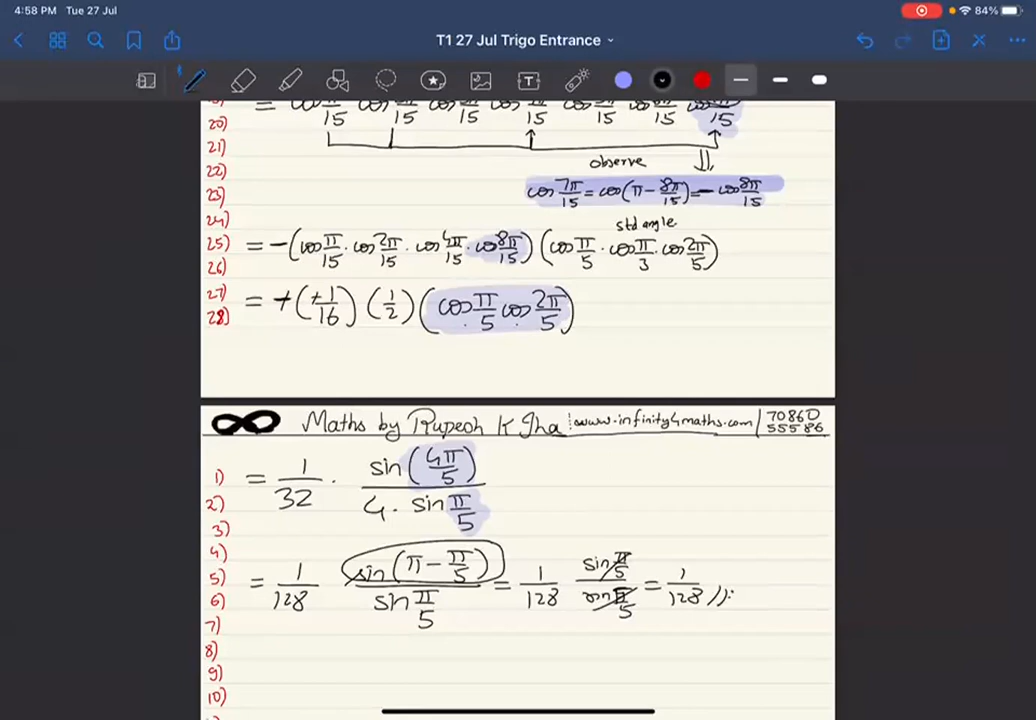 4:58 PM Tue 27 Jul
84%
T1 27 Jul Trigo Entrance
20) = cos π/15 cos 2π/15 cos 3π/15 cos 4π/15 cos 5π/15 cos 6π/15 cos 7π/15
21)
22) observe ⇓
23) cos 7π/15 = cos(π − 8π/15) = − cos 8π/15
24) std angle
25) = −(cos π/15 · cos 2π/15 · cos 4π/15 · cos 8π/15) (cos π/5 · cos π/3 · cos 2π/5)
26)
27) = + (+1/16) (1/2) (cos π/5 cos 2π/5)
28)
∞ Maths by Rupesh K Jha | www.infinity4maths.com / 70860 55586
1) = 1/32 · sin(4π/5) / 4 · sin π/5
2)
3)
4)
5) = 1/128 sin(π − π/5) / sin π/5 = 1/128 sin π/5 / sin π/5 = 1/128 //
6)
7)
8)
9)
10)